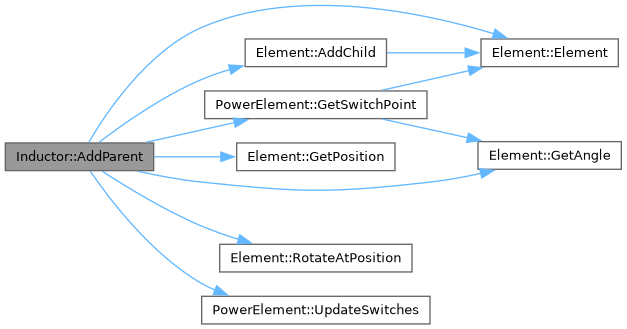 Element::AddChild
Element::Element
PowerElement::GetSwitchPoint
Inductor::AddParent
Element::GetPosition
Element::GetAngle
Element::RotateAtPosition
PowerElement::UpdateSwitches